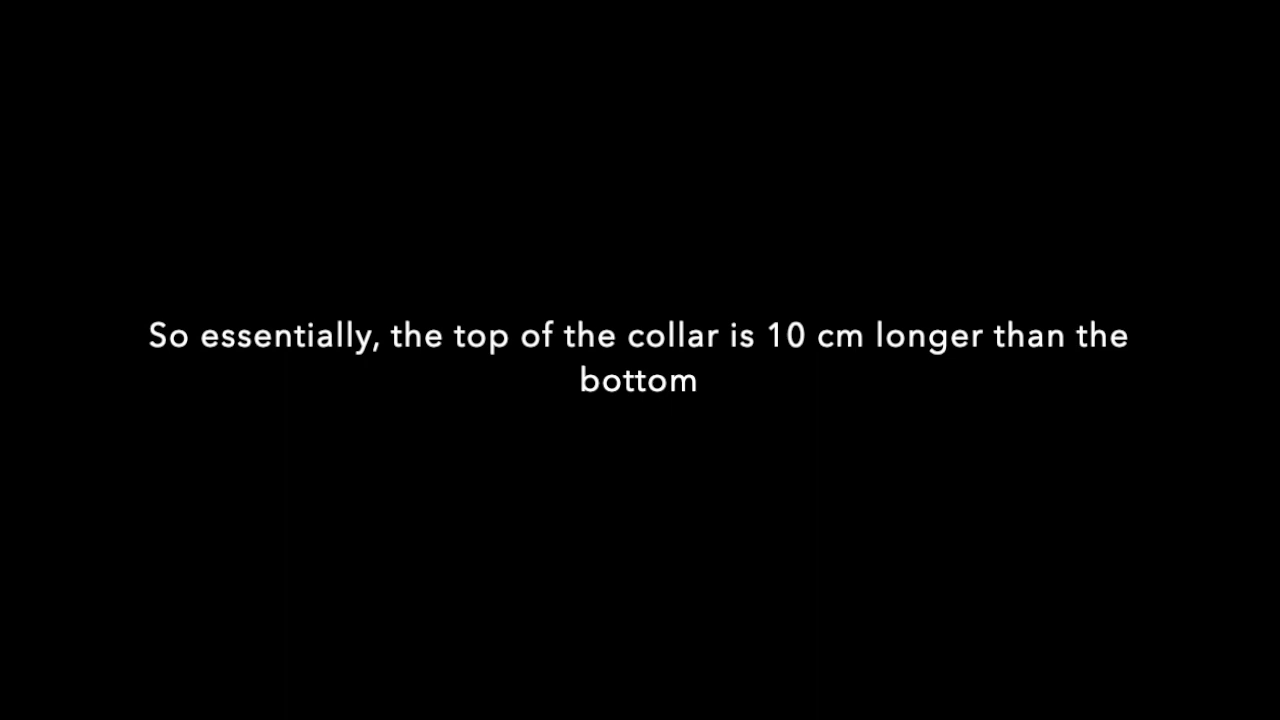 So essentially, the top of the collar is 10 cm longer than the
bottom